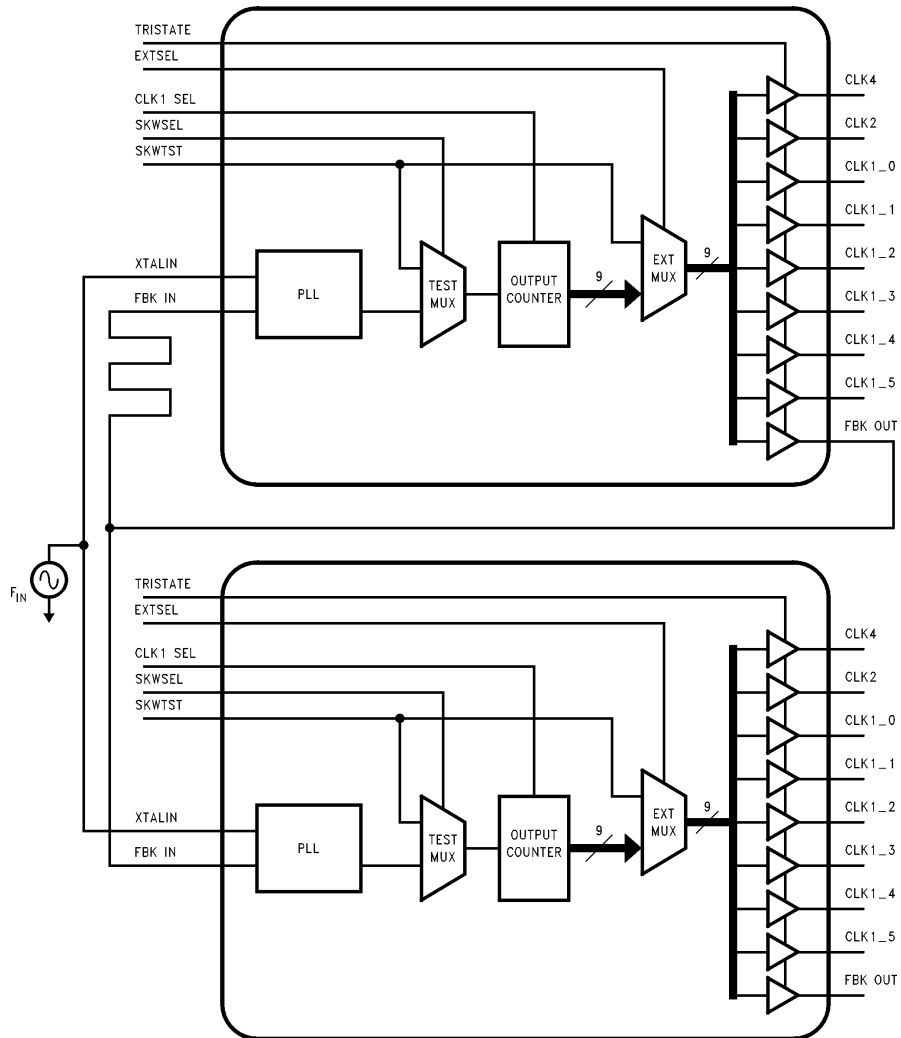 TRISTATE
EXTSEL
CLK1 SEL
SKWSEL
SKWTST
XTALIN
FBK IN
PLL
TEST
MUX
OUTPUT
COUNTER
9
EXT
MUX
9
CLK4
CLK2
CLK1_0
CLK1_1
CLK1_2
CLK1_3
CLK1_4
CLK1_5
FBK OUT
FIN
TRISTATE
EXTSEL
CLK1 SEL
SKWSEL
SKWTST
XTALIN
FBK IN
PLL
TEST
MUX
OUTPUT
COUNTER
9
EXT
MUX
9
CLK4
CLK2
CLK1_0
CLK1_1
CLK1_2
CLK1_3
CLK1_4
CLK1_5
FBK OUT